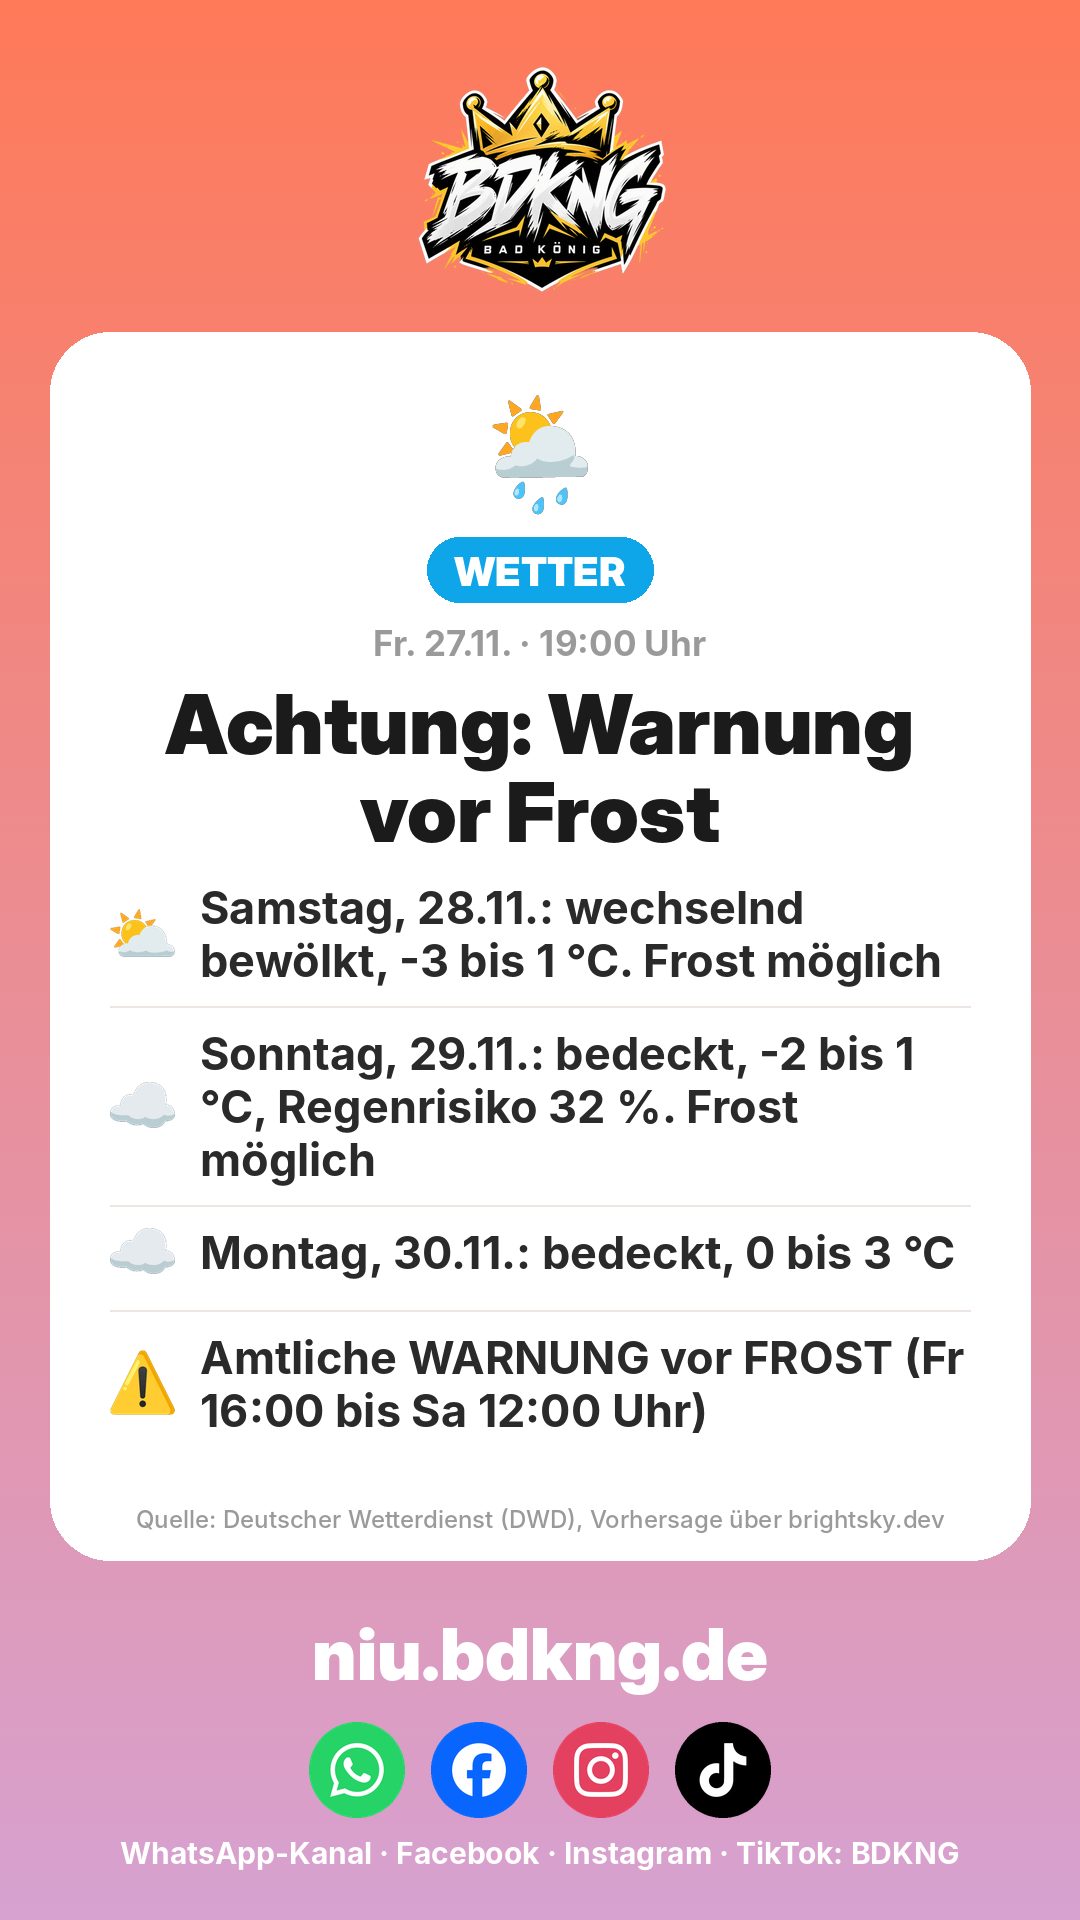 BDKNG
BAD KÖNIG
WETTER
Fr. 27.11. · 19:00 Uhr
Achtung: Warnung
vor Frost
Samstag, 28.11.: wechselnd
bewölkt, -3 bis 1 °C. Frost möglich
Sonntag, 29.11.: bedeckt, -2 bis 1
°C, Regenrisiko 32 %. Frost
möglich
Montag, 30.11.: bedeckt, 0 bis 3 °C
Amtliche WARNUNG vor FROST (Fr
16:00 bis Sa 12:00 Uhr)
Quelle: Deutscher Wetterdienst (DWD), Vorhersage über brightsky.dev
niu.bdkng.de
WhatsApp-Kanal · Facebook · Instagram · TikTok: BDKNG